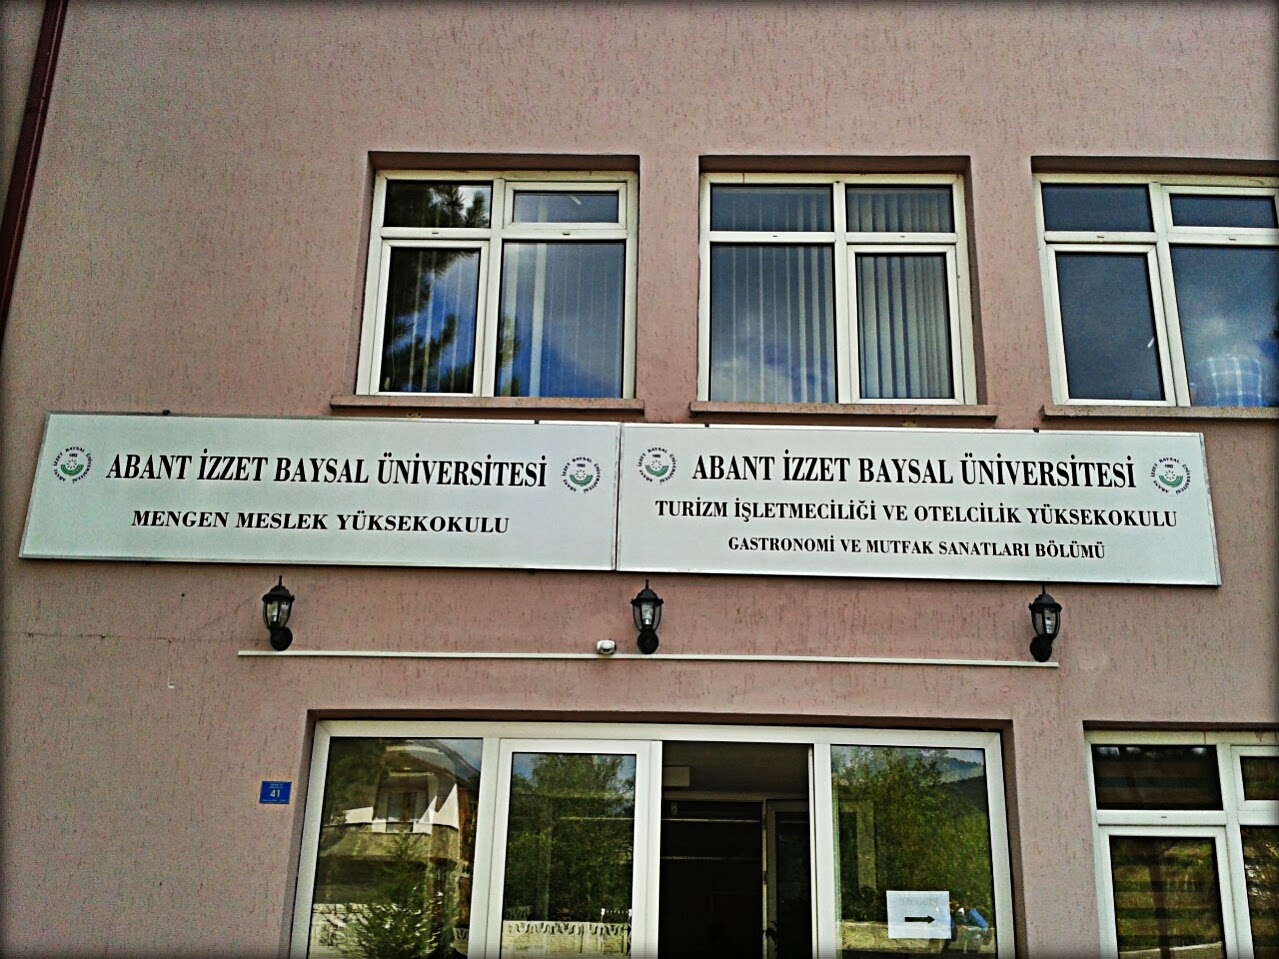 ABANT İZZET BAYSAL ÜNİVERSİTESİ
MENGEN MESLEK YÜKSEKOKULU
ABANT İZZET BAYSAL ÜNİVERSİTESİ
TURİZM İŞLETMECİLİĞİ VE OTELCİLİK YÜKSEKOKULU
GASTRONOMİ VE MUTFAK SANATLARI BÖLÜMÜ
41